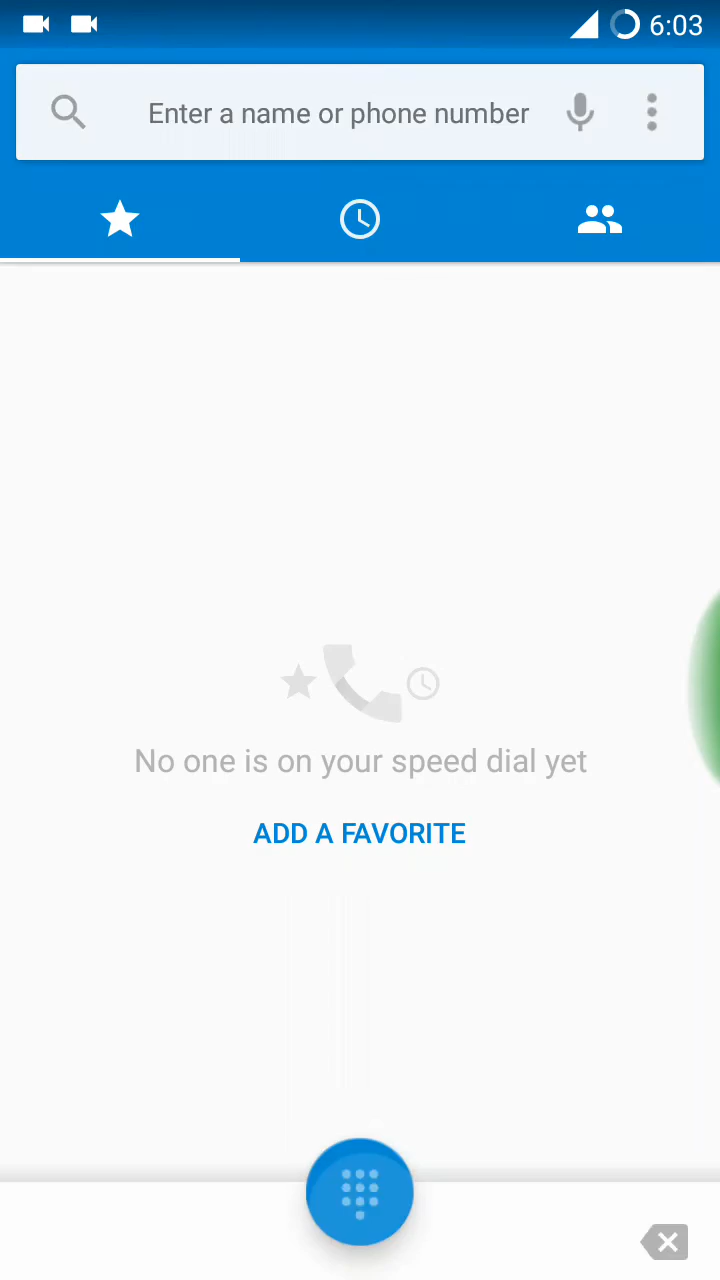 6:03
Enter a name or phone number
No one is on your speed dial yet
ADD A FAVORITE